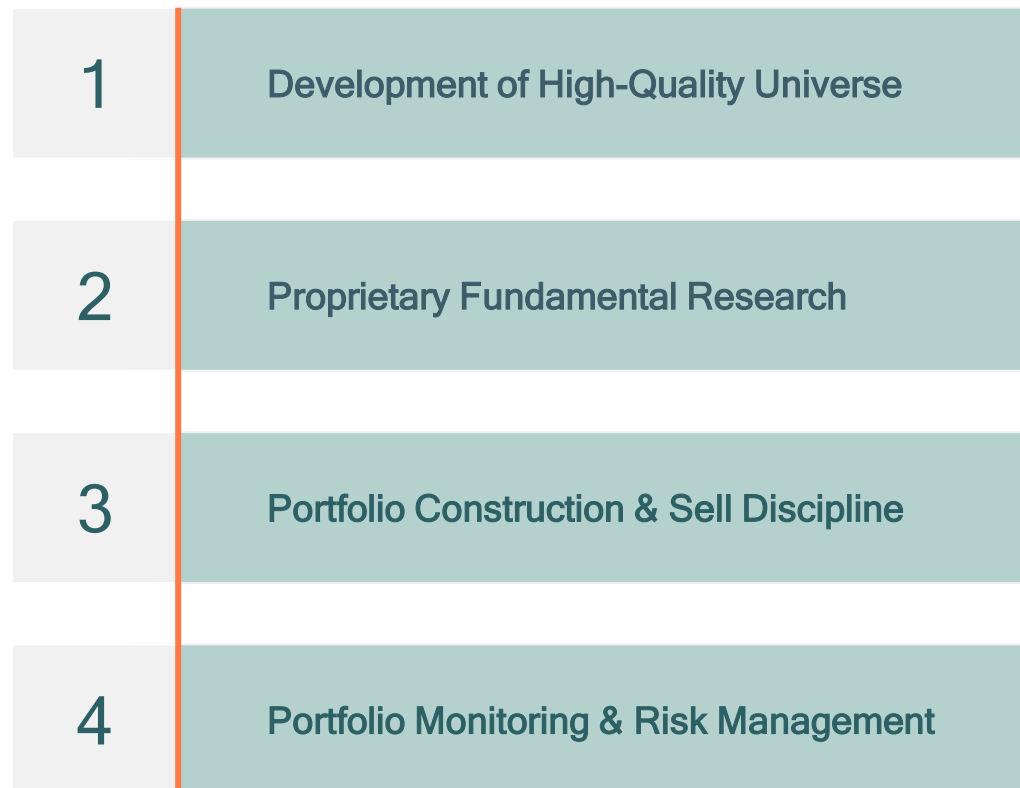 1
Development of High-Quality Universe
2
Proprietary Fundamental Research
3
Portfolio Construction & Sell Discipline
4
Portfolio Monitoring & Risk Management